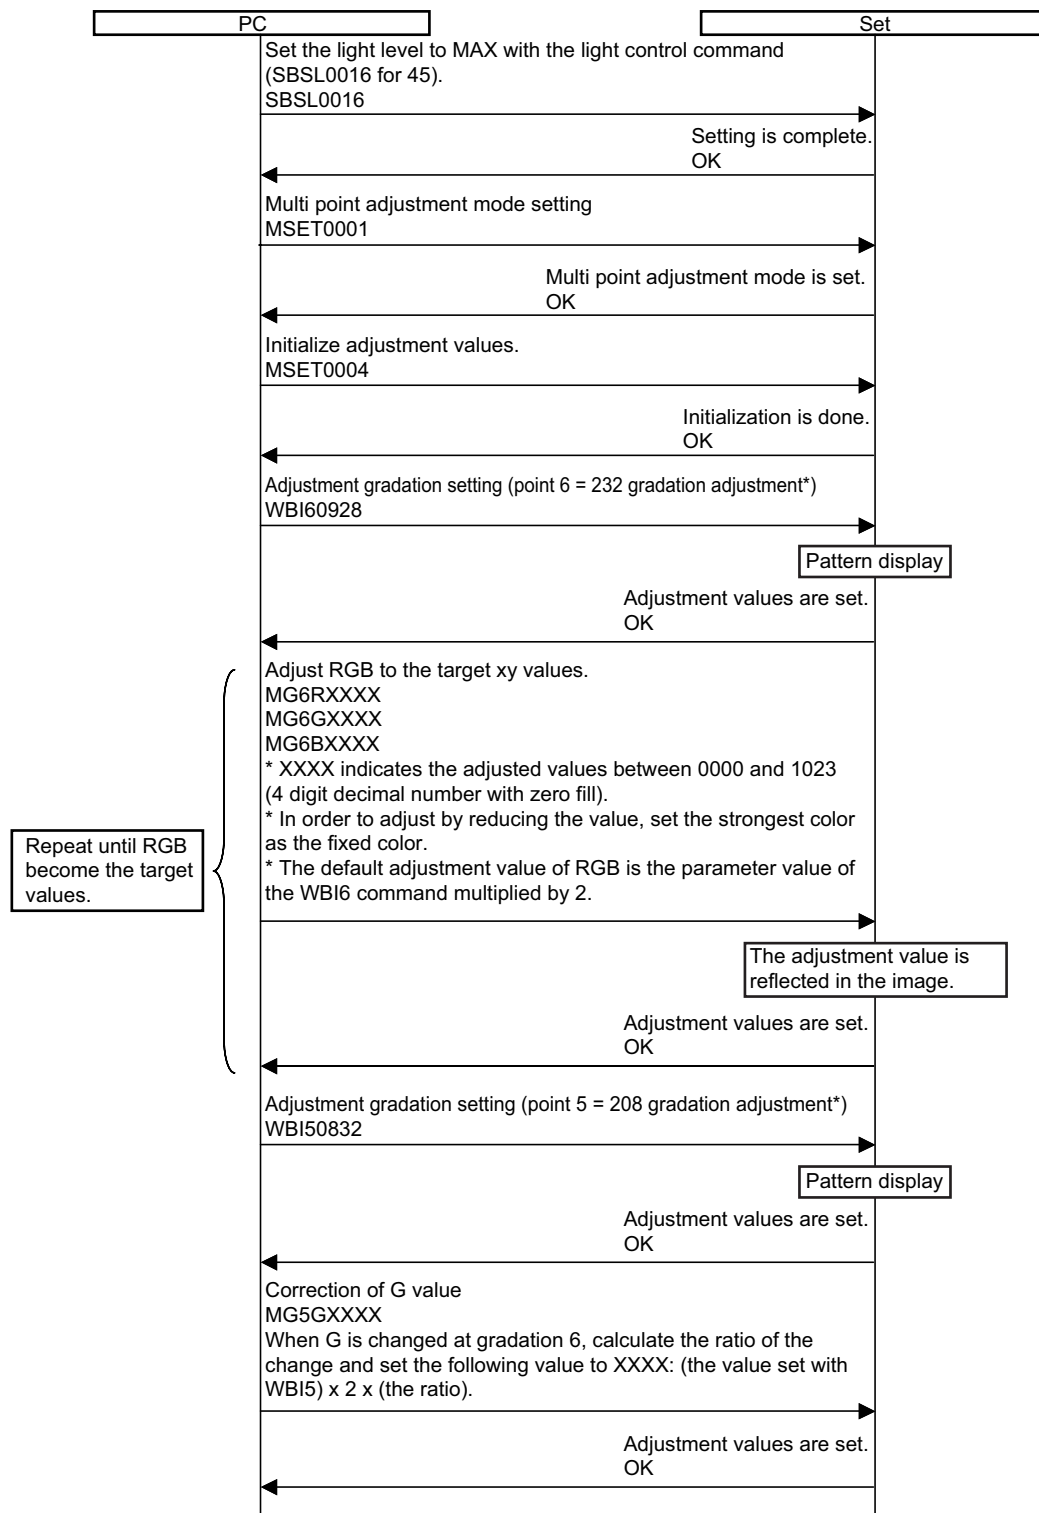 PC
Set
Set the light level to MAX with the light control command
(SBSL0016 for 45).
SBSL0016
Setting is complete.
OK
Multi point adjustment mode setting
MSET0001
Multi point adjustment mode is set.
OK
Initialize adjustment values.
MSET0004
Initialization is done.
OK
Adjustment gradation setting (point 6 = 232 gradation adjustment*)
WBI60928
Pattern display
Adjustment values are set.
OK
Adjust RGB to the target xy values.
MG6RXXXX
MG6GXXXX
MG6BXXXX
* XXXX indicates the adjusted values between 0000 and 1023
(4 digit decimal number with zero fill).
* In order to adjust by reducing the value, set the strongest color
as the fixed color.
* The default adjustment value of RGB is the parameter value of
the WBI6 command multiplied by 2.
Repeat until RGB
become the target
values.
The adjustment value is
reflected in the image.
Adjustment values are set.
OK
Adjustment gradation setting (point 5 = 208 gradation adjustment*)
WBI50832
Pattern display
Adjustment values are set.
OK
Correction of G value
MG5GXXXX
When G is changed at gradation 6, calculate the ratio of the
change and set the following value to XXXX: (the value set with
WBI5) x 2 x (the ratio).
Adjustment values are set.
OK